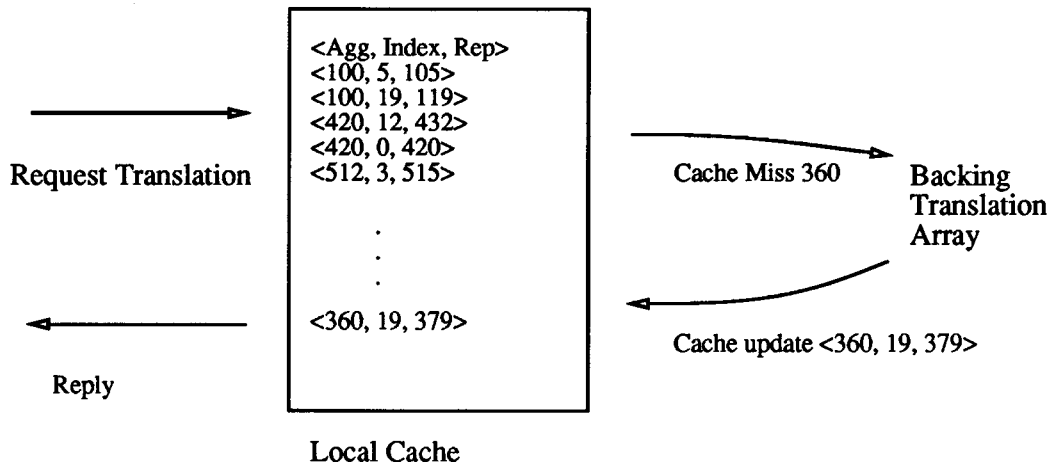 <Agg, Index, Rep>
<100, 5, 105>
<100, 19, 119>
<420, 12, 432>
<420, 0, 420>
<512, 3, 515>
.
.
.
<360, 19, 379>
Request Translation
Reply
Local Cache
Cache Miss 360
Backing
Translation
Array
Cache update <360, 19, 379>